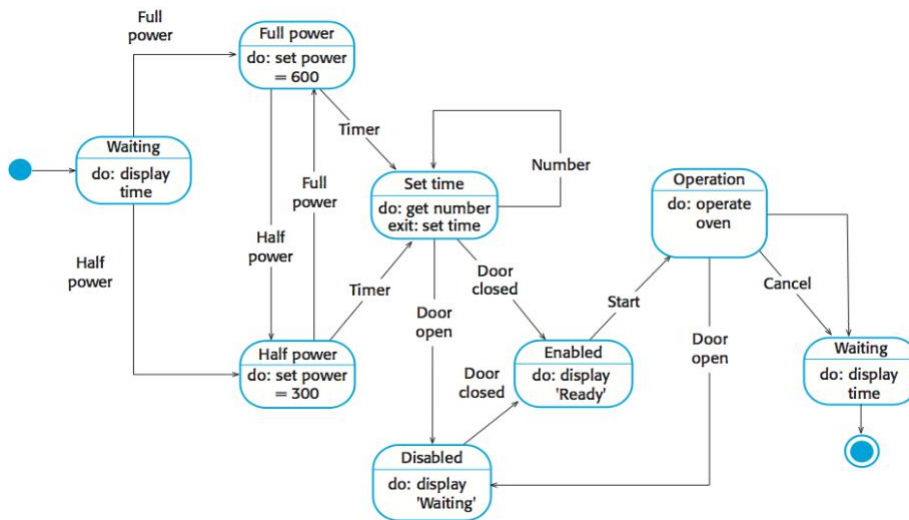 Full
power
Full power
do: set power
= 600
Timer
Waiting
do: display
time
Full
power
Half
power
Half
power
Set time
do: get number
exit: set time
Number
Operation
do: operate
oven
Timer
Door
closed
Door
open
Start
Cancel
Door
open
Half power
do: set power
= 300
Door
closed
Enabled
do: display
'Ready'
Waiting
do: display
time
Disabled
do: display
'Waiting'